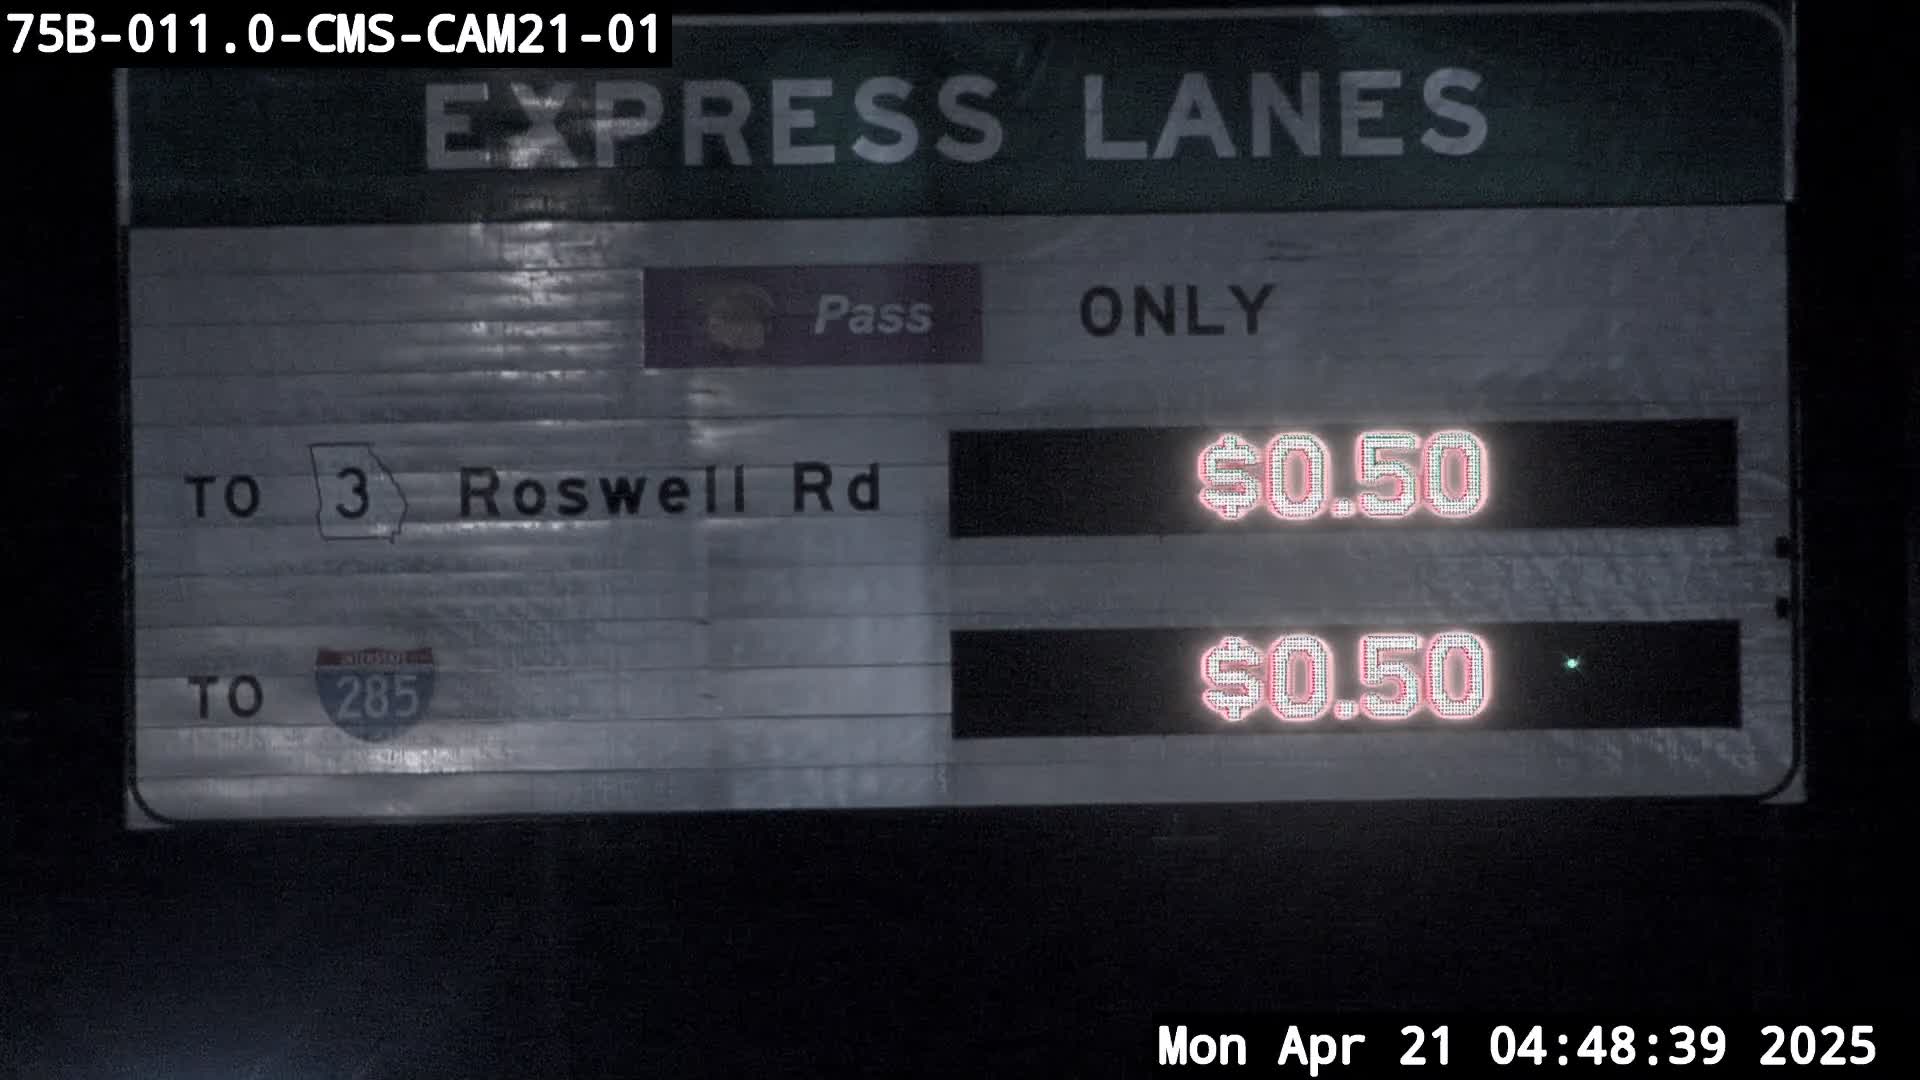 75B-011.0-CMS-CAM21-01
EXPRESS LANES
Pass ONLY
TO 3 Roswell Rd $0.50
TO INTERSTATE 285 $0.50
Mon Apr 21 04:48:39 2025